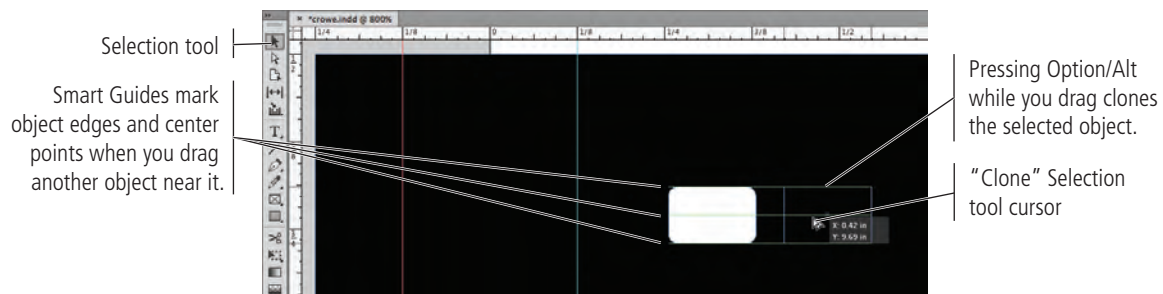 *crowe.indd @ 800%
1/4 1/8 0 1/8 1/4 3/8 1/2
Selection tool
Smart Guides mark
object edges and center
points when you drag
another object near it.
Pressing Option/Alt
while you drag clones
the selected object.
"Clone" Selection
tool cursor
X: 0.42 in
Y: 9.69 in